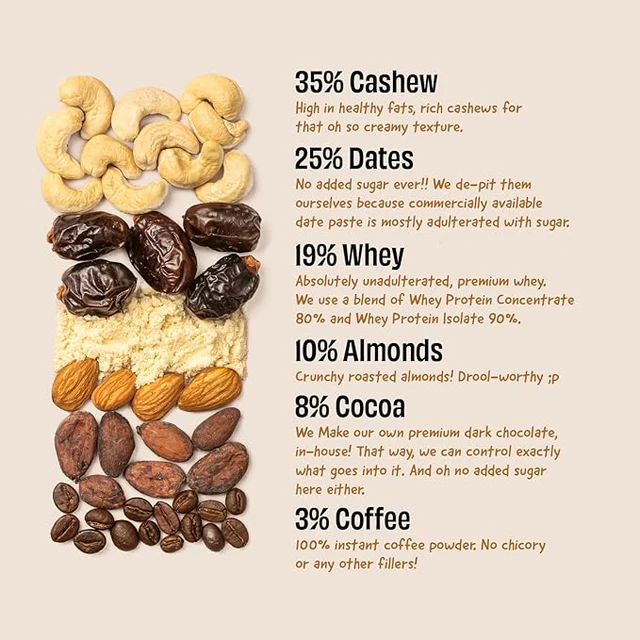 35% Cashew
High in healthy fats, rich cashews for
that oh so creamy texture.
25% Dates
No added sugar ever!! We de-pit them
ourselves because commercially available
date paste is mostly adulterated with sugar.
19% Whey
Absolutely unadulterated, premium whey.
We use a blend of Whey Protein Concentrate
80% and Whey Protein Isolate 90%.
10% Almonds
Crunchy roasted almonds! Drool-worthy ;p
8% Cocoa
We Make our own premium dark chocolate,
in-house! That way, we can control exactly
what goes into it. And oh no added sugar
here either.
3% Coffee
100% instant coffee powder. No chicory
or any other fillers!